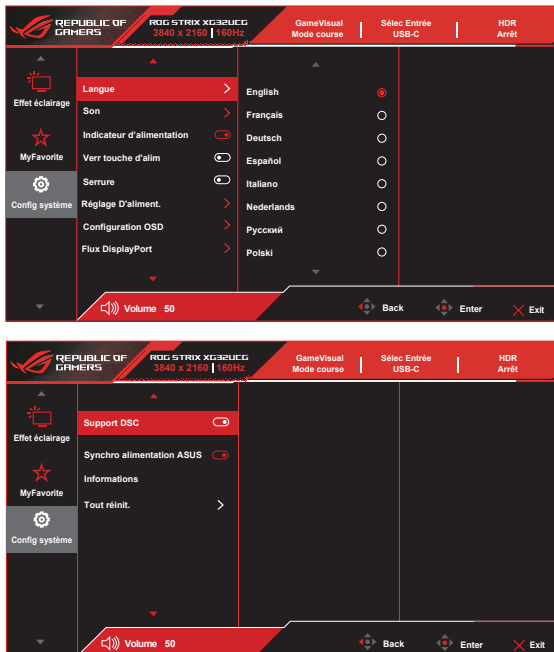 REPUBLIC OF
GAMERS
ROG STRIX XG32UCG
3840 x 2160 160Hz
GameVisual
Mode course
Sélec Entrée
USB-C
HDR
Arrêt
Effet éclairage
MyFavorite
Config système
Langue
Son
Indicateur d'alimentation
Verr touche d'alim
Serrure
Réglage D'aliment.
Configuration OSD
Flux DisplayPort
English
Français
Deutsch
Español
Italiano
Nederlands
Русский
Polski
Volume 50
Back
Enter
Exit
REPUBLIC OF
GAMERS
ROG STRIX XG32UCG
3840 x 2160 160Hz
GameVisual
Mode course
Sélec Entrée
USB-C
HDR
Arrêt
Effet éclairage
MyFavorite
Config système
Support DSC
Synchro alimentation ASUS
Informations
Tout réinit.
Volume 50
Back
Enter
Exit